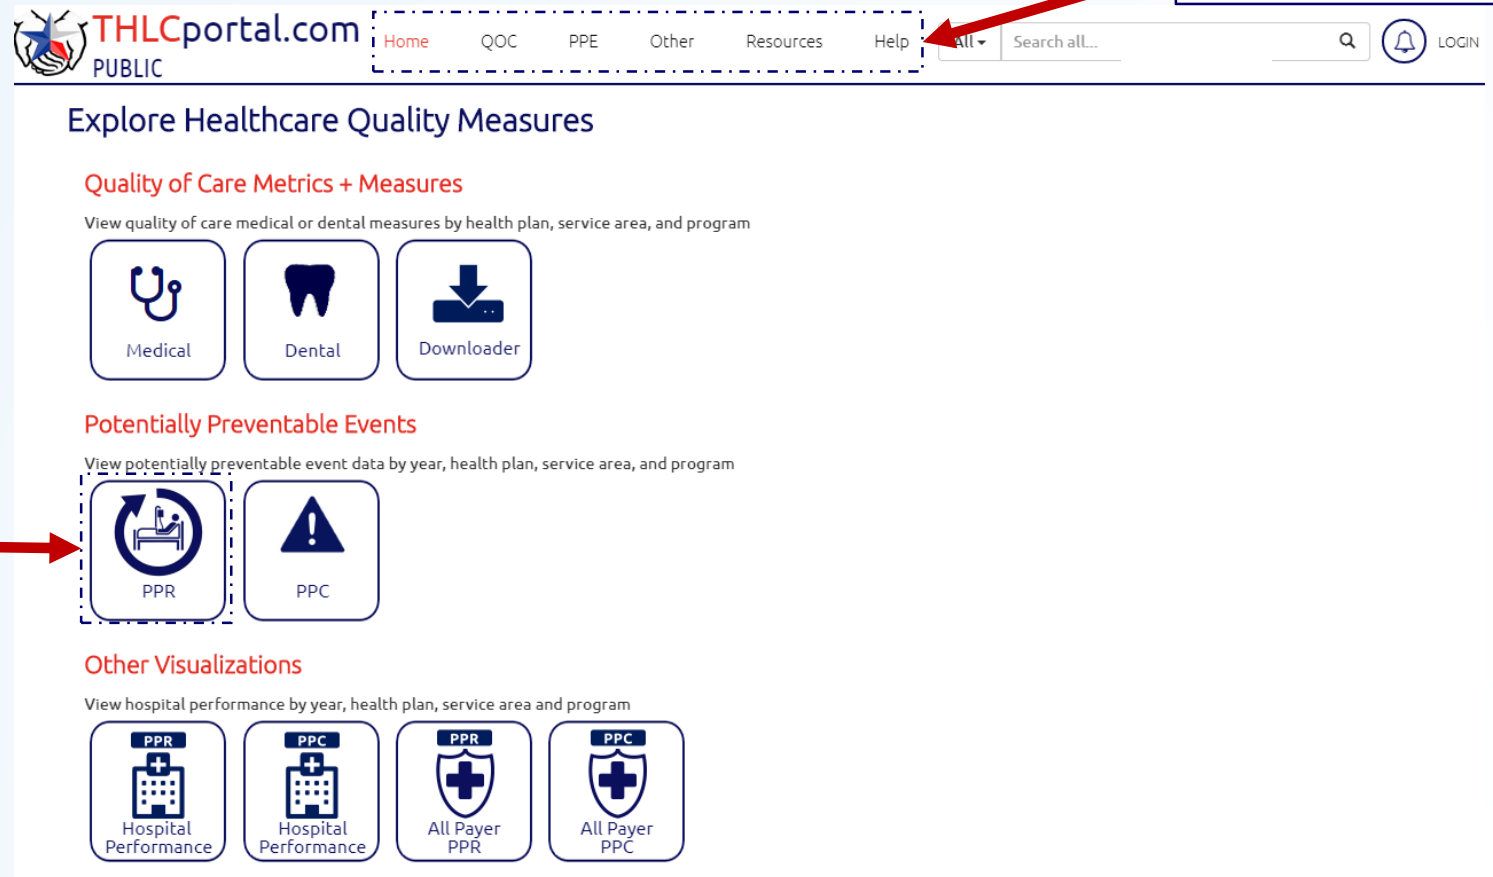 THLCportal.com
PUBLIC
Home QOC PPE Other Resources Help
All Search all... LOGIN
Explore Healthcare Quality Measures
Quality of Care Metrics + Measures
View quality of care medical or dental measures by health plan, service area, and program
Medical Dental Downloader
Potentially Preventable Events
View potentially preventable event data by year, health plan, service area, and program
PPR PPC
Other Visualizations
View hospital performance by year, health plan, service area and program
PPR PPC PPR PPC
Hospital Hospital All Payer All Payer
Performance Performance PPR PPC